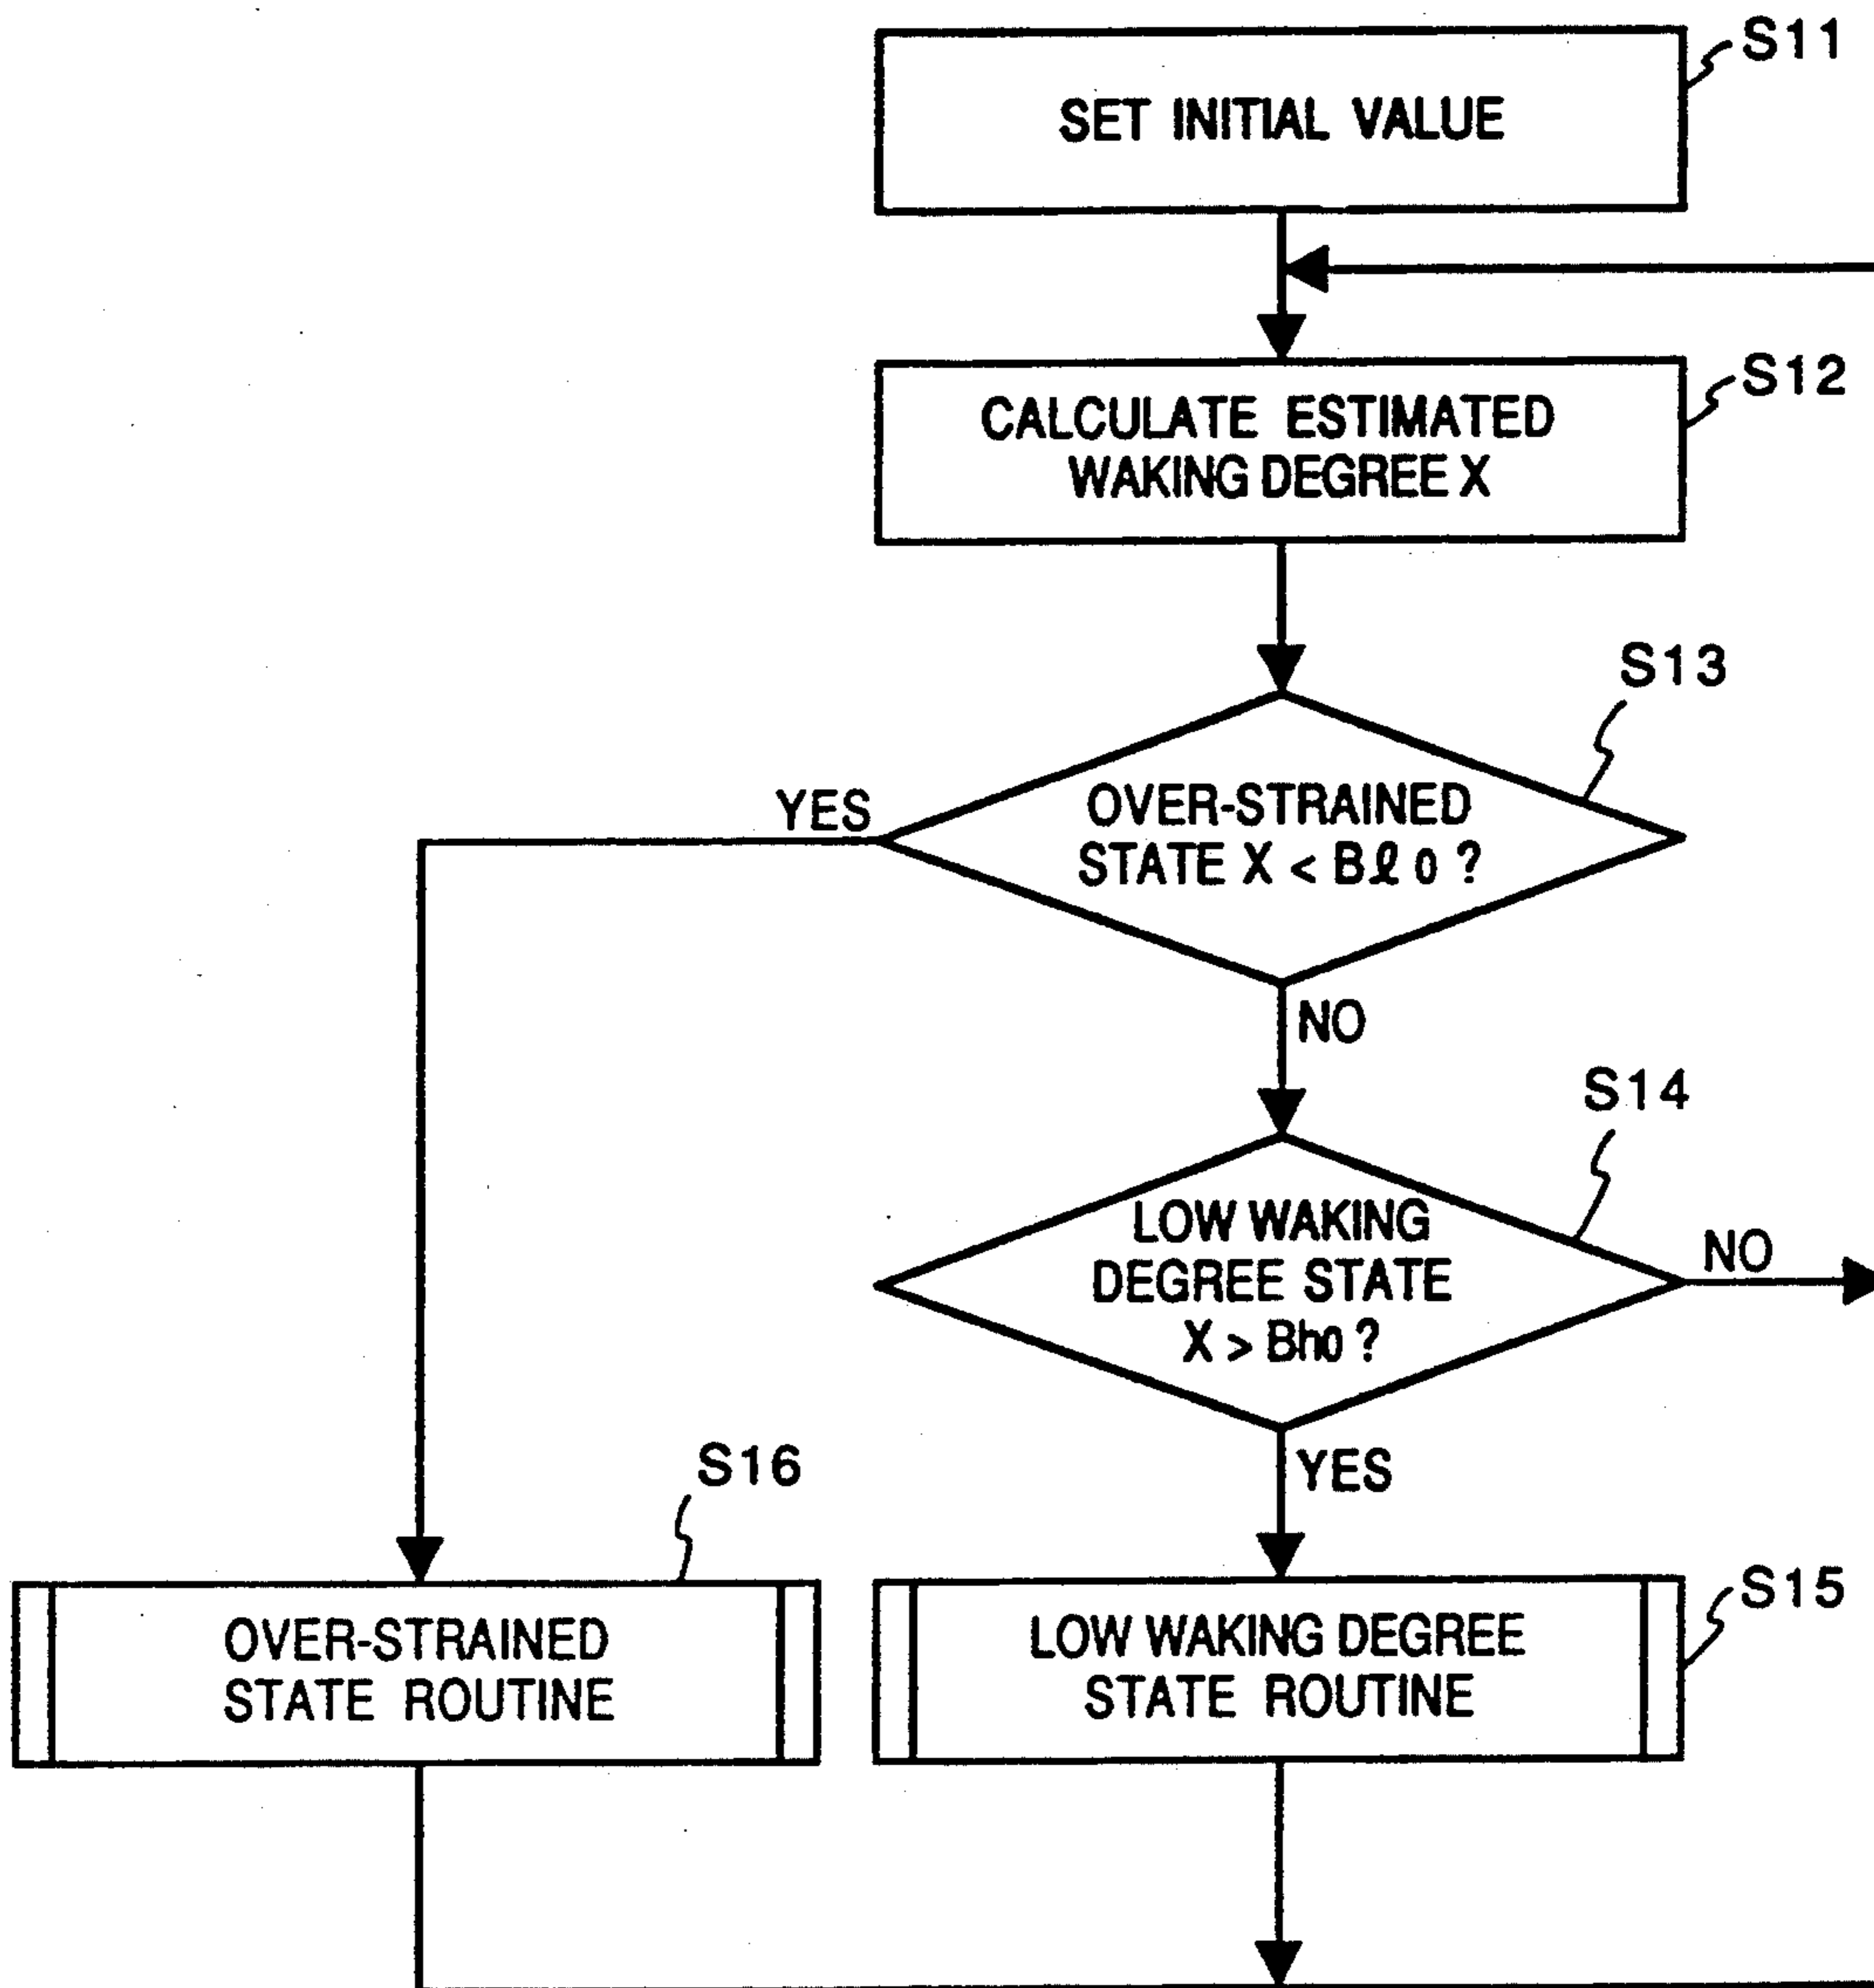 S11
SET INITIAL VALUE
S12
CALCULATE ESTIMATED
WAKING DEGREE X
S13
OVER-STRAINED
STATE X < Bℓ0 ?
YES
NO
S14
LOW WAKING
DEGREE STATE
X > Bh0 ?
NO
YES
S16
OVER-STRAINED
STATE ROUTINE
S15
LOW WAKING DEGREE
STATE ROUTINE